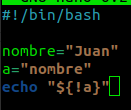 #!/bin/bash
nombre="Juan"
a="nombre"
echo "${!a}"